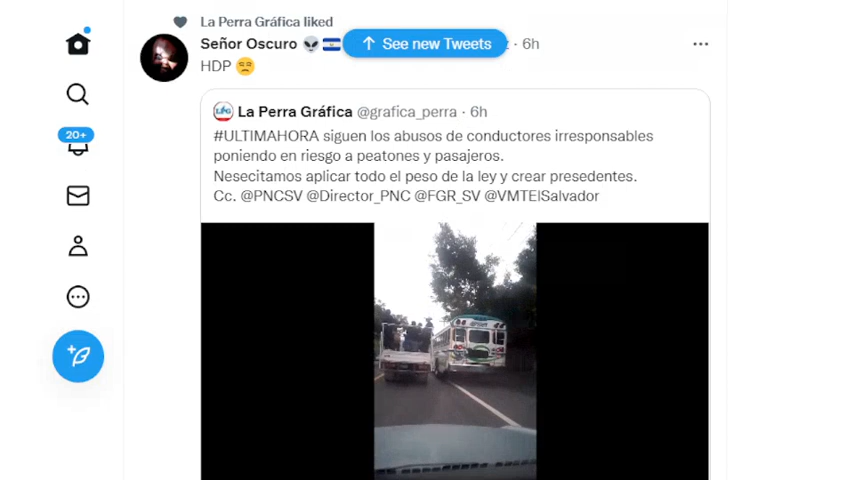 La Perra Gráfica liked
Señor Oscuro 👽 🇸🇻
See new Tweets
· 6h
HDP 😒
La Perra Gráfica @grafica_perra · 6h
#ULTIMAHORA siguen los abusos de conductores irresponsables
poniendo en riesgo a peatones y pasajeros.
Nesecitamos aplicar todo el peso de la ley y crear presedentes.
Cc. @PNCSV @Director_PNC @FGR_SV @VMTElSalvador
20+